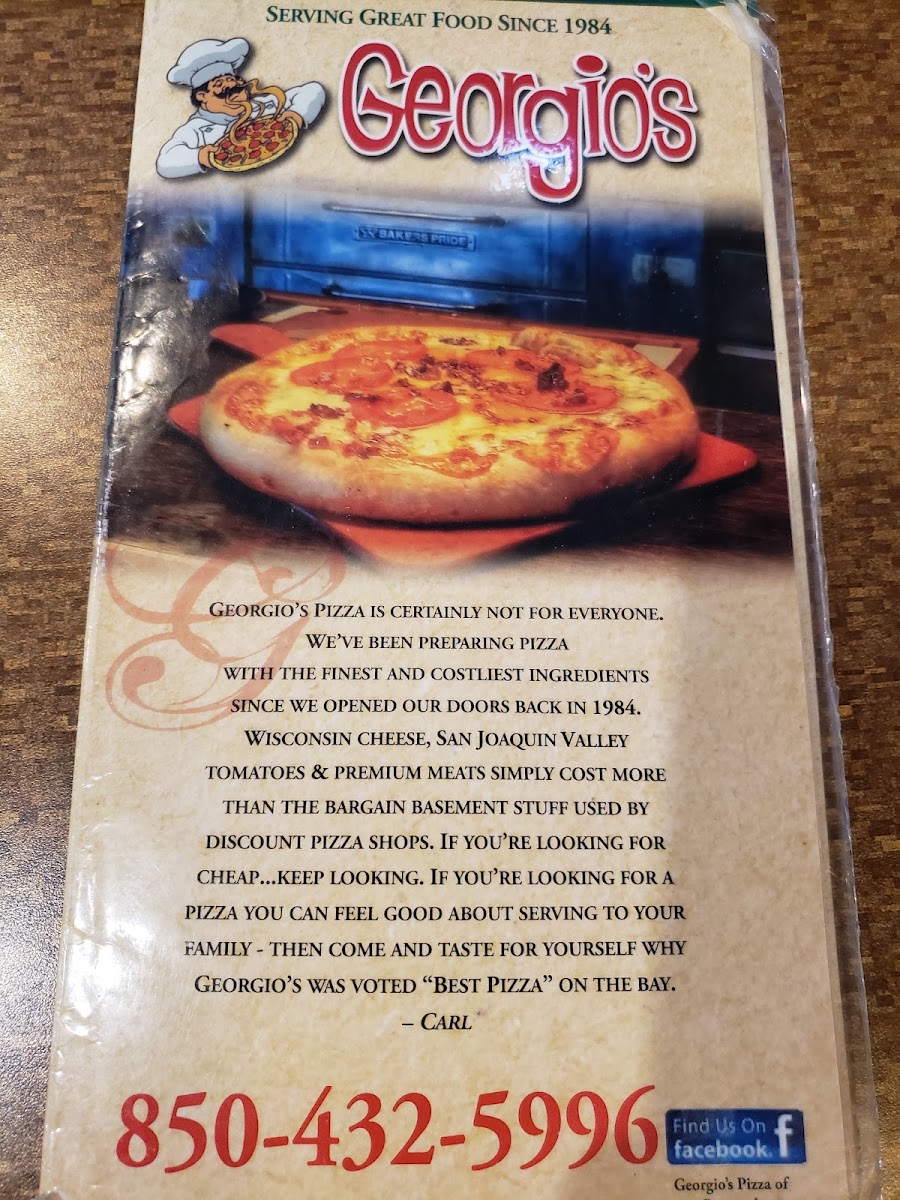 Serving Great Food Since 1984
Georgio's
BAKERS PRIDE
Georgio's Pizza is certainly not for everyone.
We've been preparing pizza
with the finest and costliest ingredients
since we opened our doors back in 1984.
Wisconsin cheese, San Joaquin Valley
tomatoes & premium meats simply cost more
than the bargain basement stuff used by
discount pizza shops. If you're looking for
cheap...keep looking. If you're looking for a
pizza you can feel good about serving to your
family - then come and taste for yourself why
Georgio's was voted “Best Pizza” on the bay.
– Carl
850-432-5996
Find Us On
facebook.
f
Georgio's Pizza of